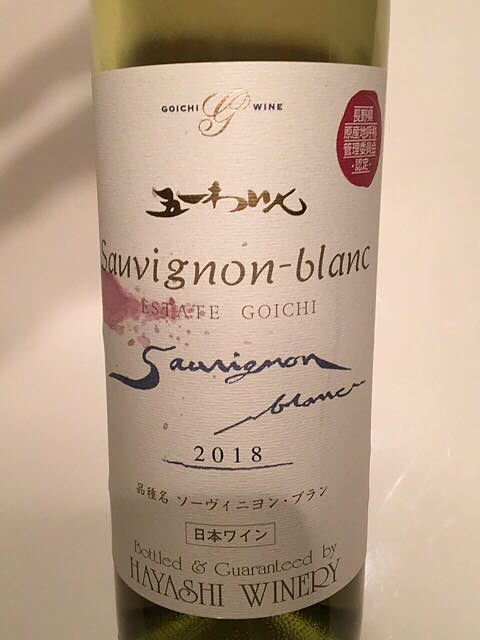 GOICHI G WINE
長野県
原産地呼称
管理委員会
・認定・
五一わいん
Sauvignon-blanc
ESTATE GOICHI
Sauvignon
blanc
2018
品種名 ソーヴィニヨン・ブラン
日本ワイン
Bottled & Guaranteed by
HAYASHI WINERY